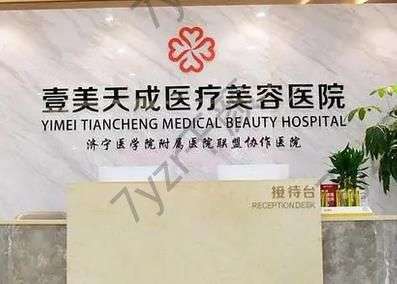 壹美天成医疗美容医院
YIMEI TIANCHENG MEDICAL BEAUTY HOSPITAL
济宁医学院附属医院联盟协作医院
接待台
RECEPTION DESK